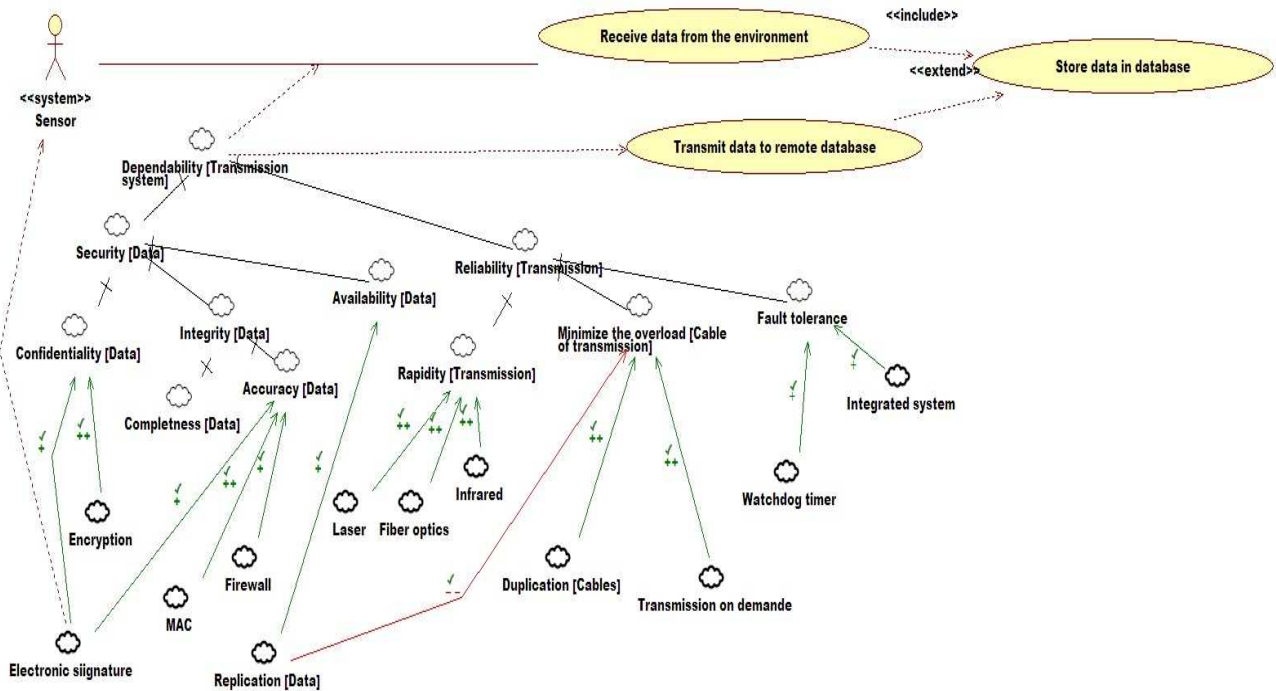 <<include>>
Receive data from the environment
<<extend>>
Store data in database
<<system>>
Sensor
Transmit data to remote database
Dependability [Transmission
system]
Security [Data]
Reliability [Transmission]
Availability [Data]
Fault tolerance
Integrity [Data]
Minimize the overload [Cable
of transmission]
Confidentiality [Data]
Rapidity [Transmission]
Accuracy [Data]
Integrated system
Completness [Data]
+
++
+
++
+
+
++
++
++
++
++
+
+
Infrared
Watchdog timer
Laser
Fiber optics
Encryption
Firewall
Duplication [Cables]
--
Transmission on demande
MAC
Electronic siignature
Replication [Data]